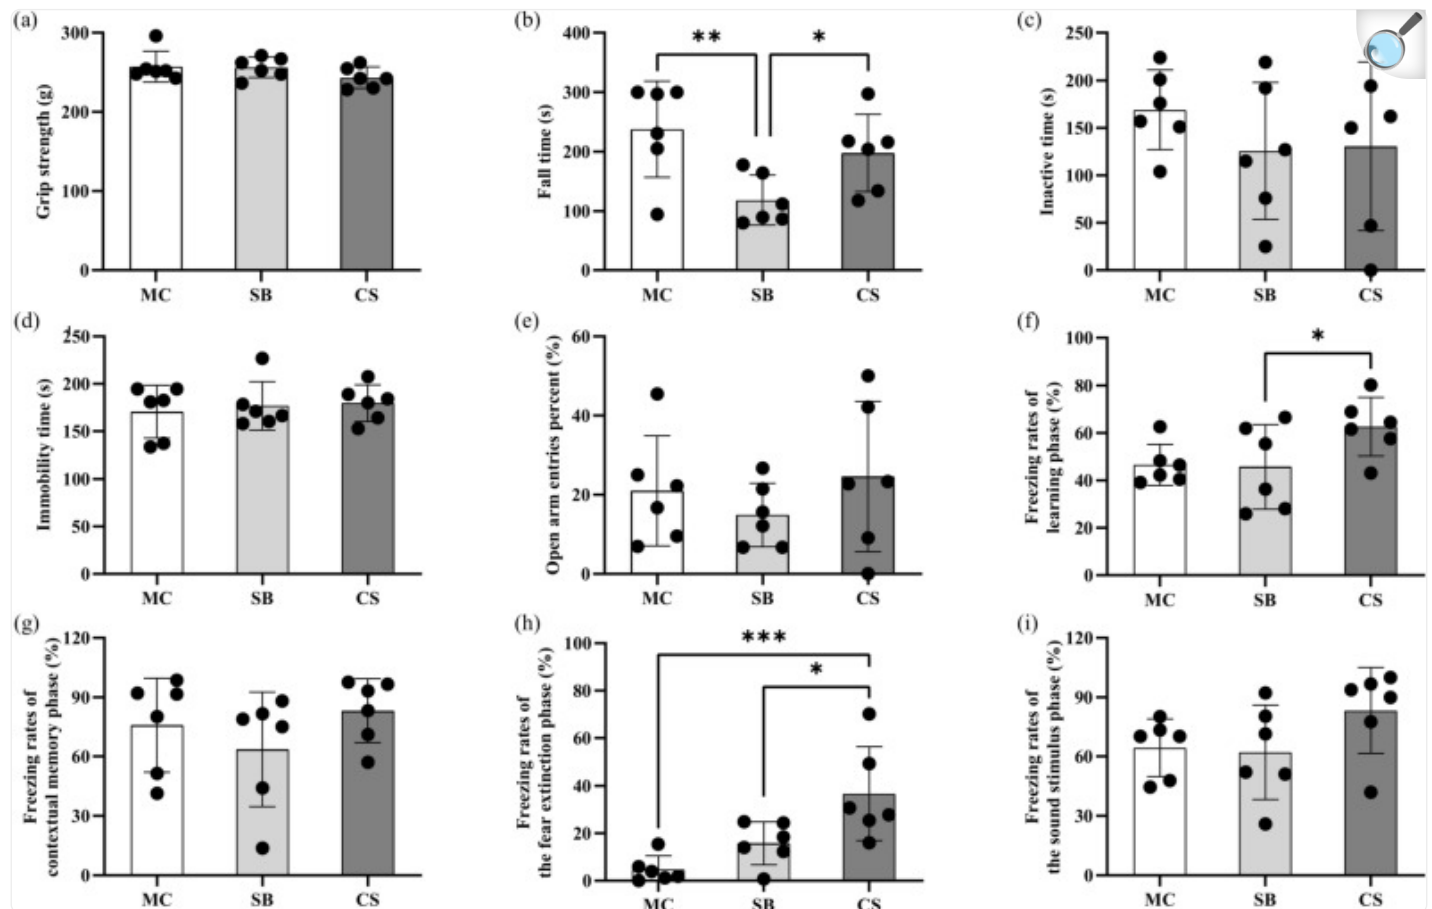 (a)
Grip strength (g)
300
200
100
0
MC SB CS
(b)
Fall time (s)
400
300
200
100
0
** *
MC SB CS
(c)
Inactive time (s)
250
200
150
100
50
0
MC SB CS
(d)
Immobility time (s)
250
200
150
100
50
0
MC SB CS
(e)
Open arm entries percent (%)
60
40
20
0
MC SB CS
(f)
Freezing rates of
learning phase (%)
100
80
60
40
20
0
*
MC SB CS
(g)
Freezing rates of
contextual memory phase (%)
120
90
60
30
0
MC SB CS
(h)
Freezing rates of
the fear extinction phase (%)
100
80
60
40
20
0
***
*
MC SB CS
(i)
Freezing rates of
the sound stimulus phase (%)
120
90
60
30
0
MC SB CS